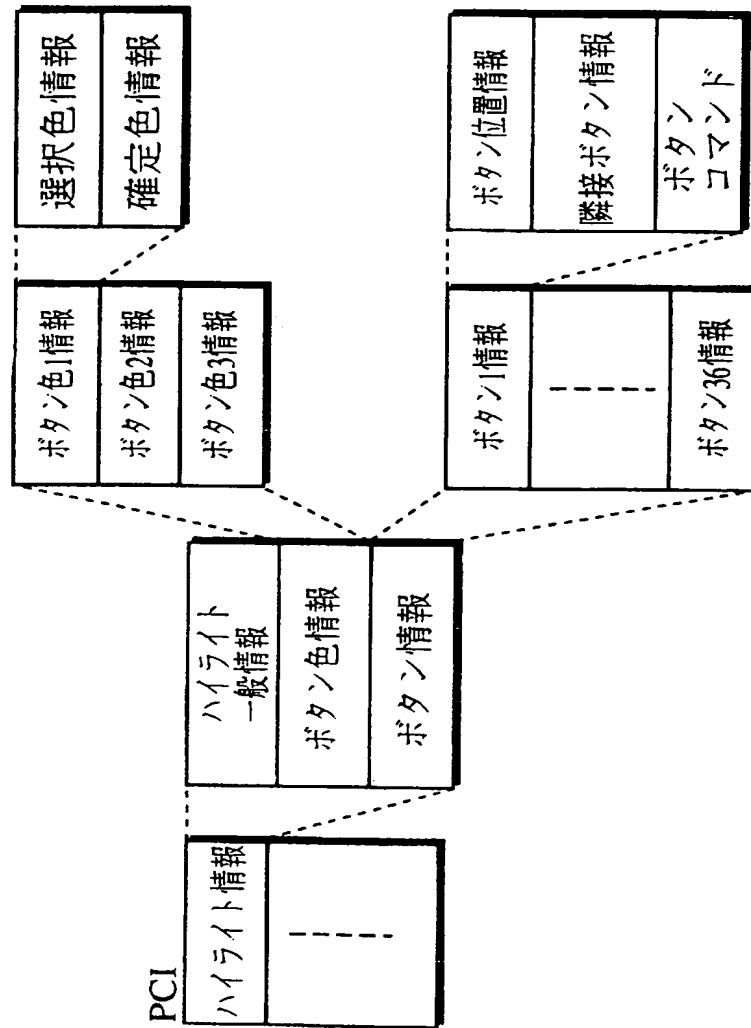 PCI
ハイライト情報
ハイライト
一般情報
ボタン色情報
ボタン情報
ボタン色1情報
ボタン色2情報
ボタン色3情報
選択色情報
確定色情報
ボタン1情報
ボタン36情報
ボタン位置情報
隣接ボタン情報
ボタン
コマンド